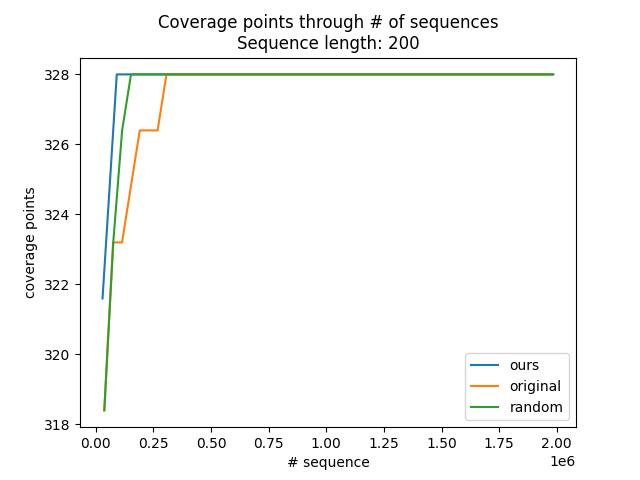 Coverage points through # of sequences
Sequence length: 200
328
326
324
322
320
318
coverage points
0.00 0.25 0.50 0.75 1.00 1.25 1.50 1.75 2.00
1e6
# sequence
ours
original
random